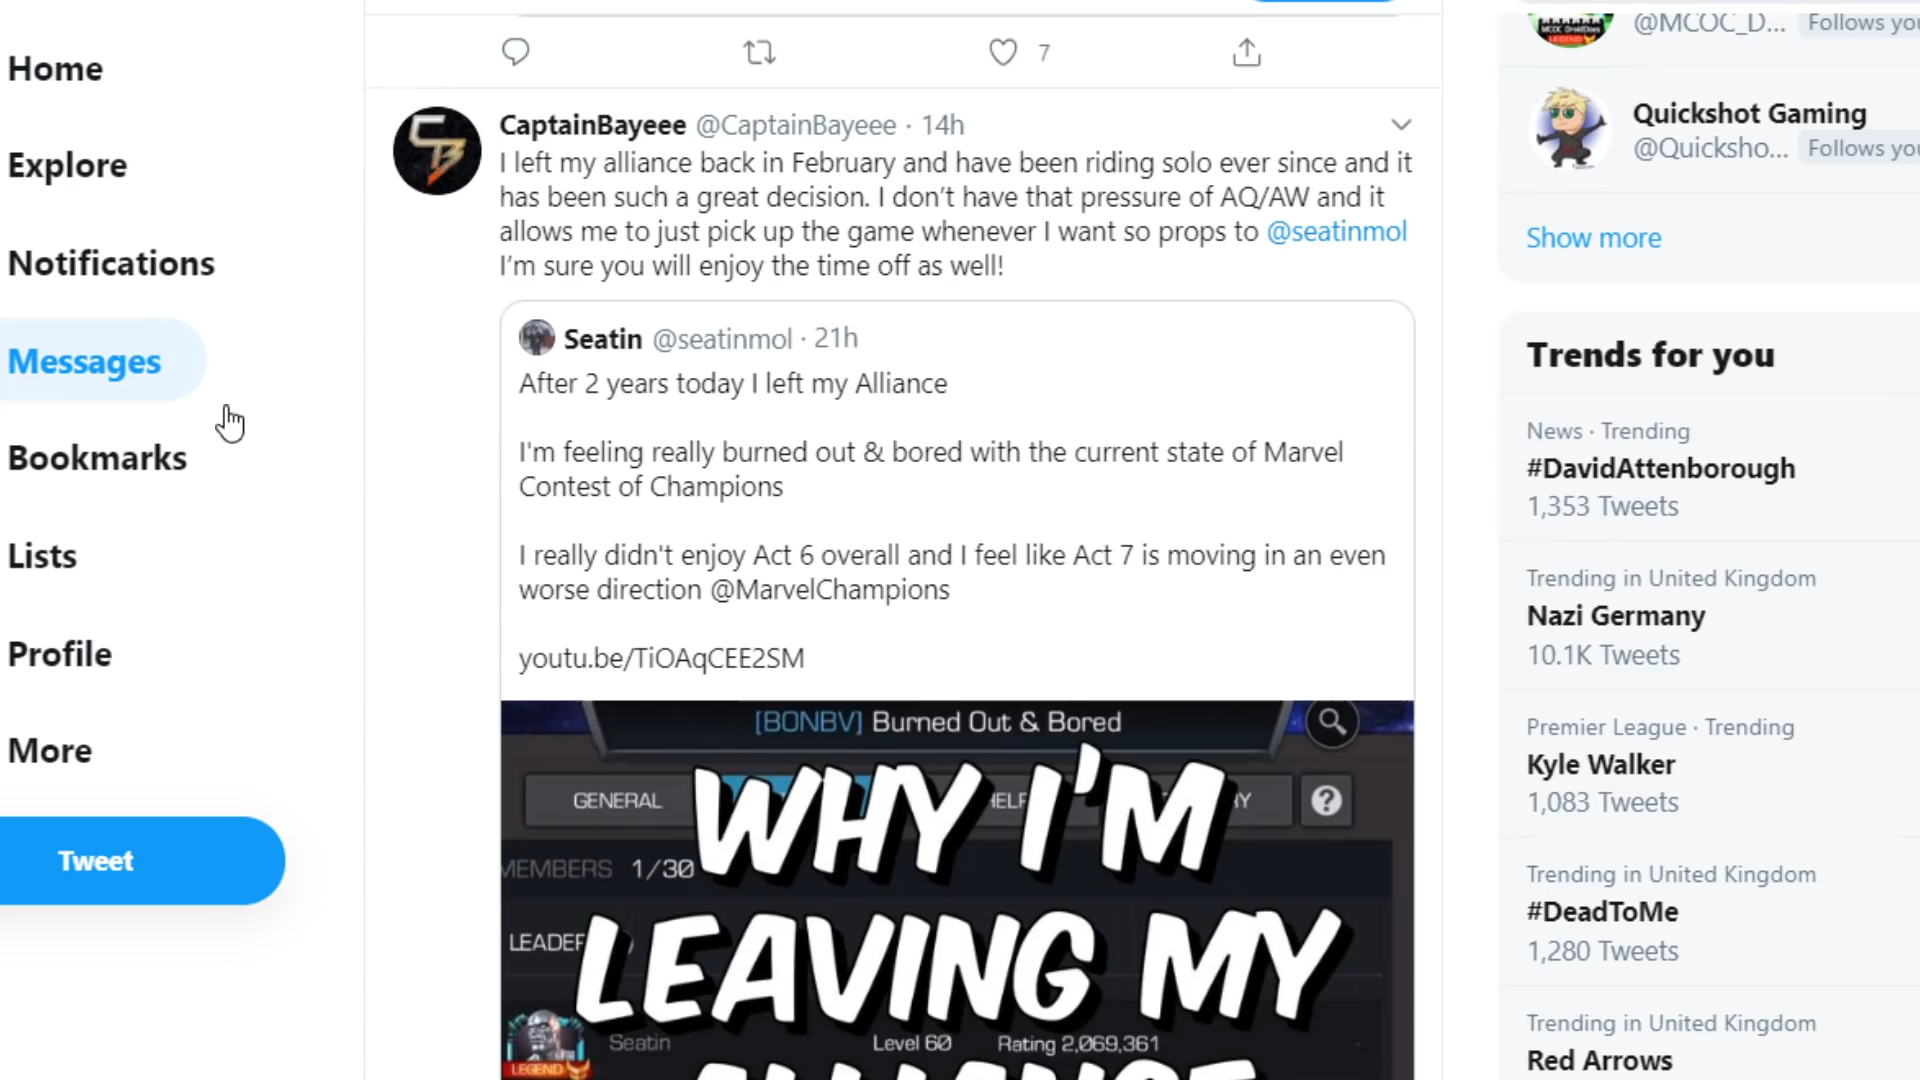 Home
Explore
Notifications
Messages
Bookmarks
Lists
Profile
More
Tweet
7
CaptainBayeee @CaptainBayeee · 14h
I left my alliance back in February and have been riding solo ever since and it
has been such a great decision. I don’t have that pressure of AQ/AW and it
allows me to just pick up the game whenever I want so props to @seatinmol
I’m sure you will enjoy the time off as well!
Seatin @seatinmol · 21h
After 2 years today I left my Alliance
I'm feeling really burned out & bored with the current state of Marvel
Contest of Champions
I really didn't enjoy Act 6 overall and I feel like Act 7 is moving in an even
worse direction @MarvelChampions
youtu.be/TiOAqCEE2SM
[BONBV] Burned Out & Bored
GENERAL
?
WHY I'M
MEMBERS 1/30
LEAVING MY
LEADER
Seatin Level 60 Rating 2,069,361
LEGEND
ALLIANCE
@MCOC_D... Follows you
Quickshot Gaming
@Quicksho... Follows you
Show more
Trends for you
News · Trending
#DavidAttenborough
1,353 Tweets
Trending in United Kingdom
Nazi Germany
10.1K Tweets
Premier League · Trending
Kyle Walker
1,083 Tweets
Trending in United Kingdom
#DeadToMe
1,280 Tweets
Trending in United Kingdom
Red Arrows